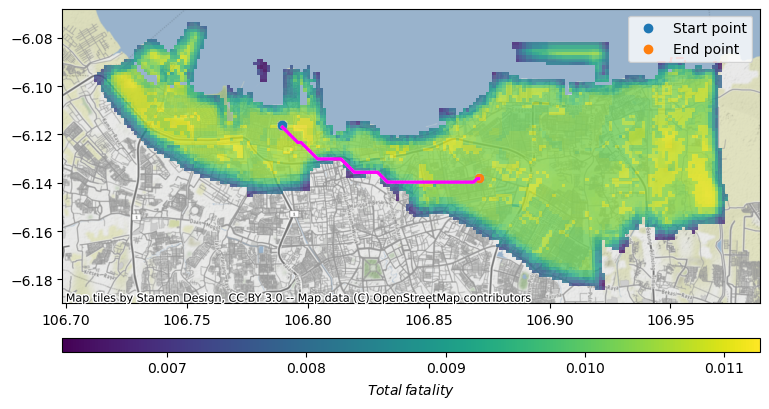 Start point
End point
−6.08
−6.10
−6.12
−6.14
−6.16
−6.18
Map tiles by Stamen Design, CC BY 3.0 -- Map data (C) OpenStreetMap contributors
106.70 106.75 106.80 106.85 106.90 106.95
0.007 0.008 0.009 0.010 0.011
Total fatality